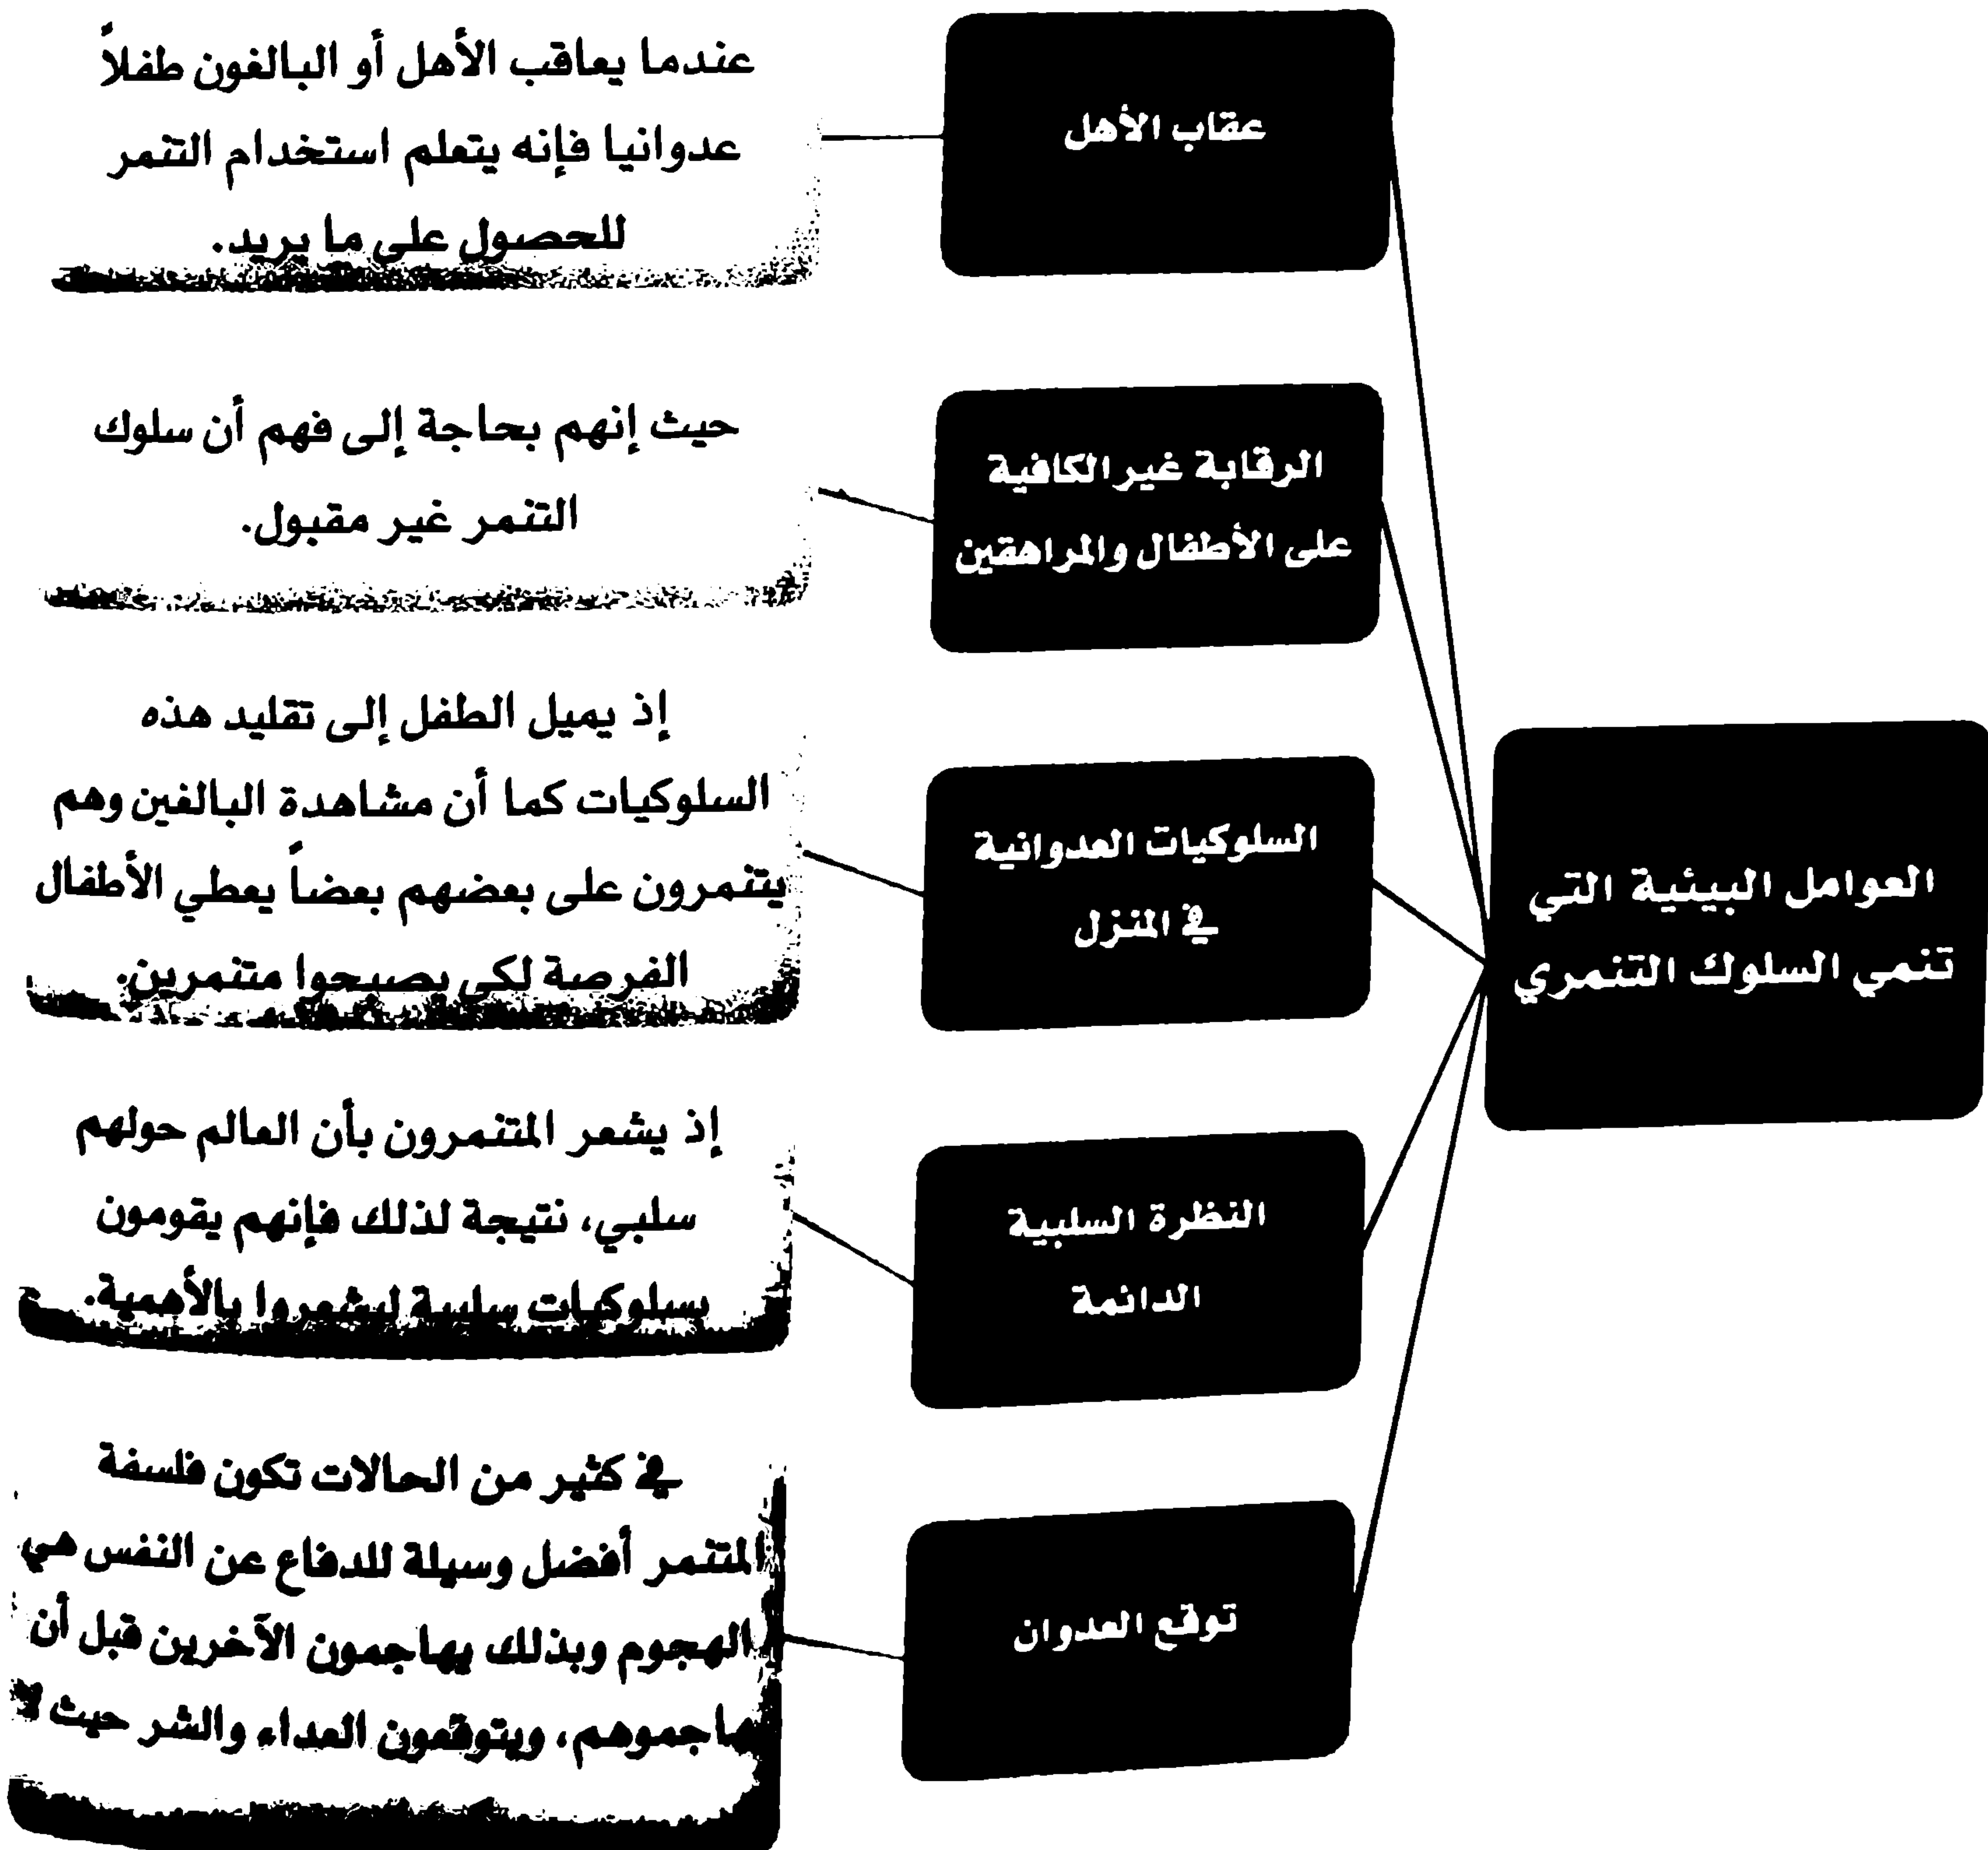 العوامل البيئية التي
تنمي السلوك التنمري
عقاب الأهل
عندما يعاقب الأهل أو البالغون طفلاً
عدوانيا فإنه يتعلم استخدام التنمر
للحصول على ما يريد.
الرقابة غير الكافية
على الأطفال والمراهقين
حيث إنهم بحاجة إلى فهم أن سلوك
التنمر غير مقبول.
السلوكيات العدوانية
في المنزل
إذ يميل الطفل إلى تقليد هذه
السلوكيات كما أن مشاهدة البالغين وهم
يتنمرون على بعضهم بعضاً يعطي الأطفال
الفرصة لكي يصبحوا متنمرين.
النظرة السلبية
الدائمة
إذ يشعر المتنمرون بأن العالم حولهم
سلبي، نتيجة لذلك فإنهم يقومون
بسلوكيات سلبية ليشعروا بالأهمية.
توقع العدوان
في كثير من الحالات تكون فلسفة
المتنمر أفضل وسيلة للدفاع عن النفس هي
الهجوم وبذلك يهاجمون الآخرين قبل أن
يهاجموهم، ويتوقعون العداء والشر حيث لا